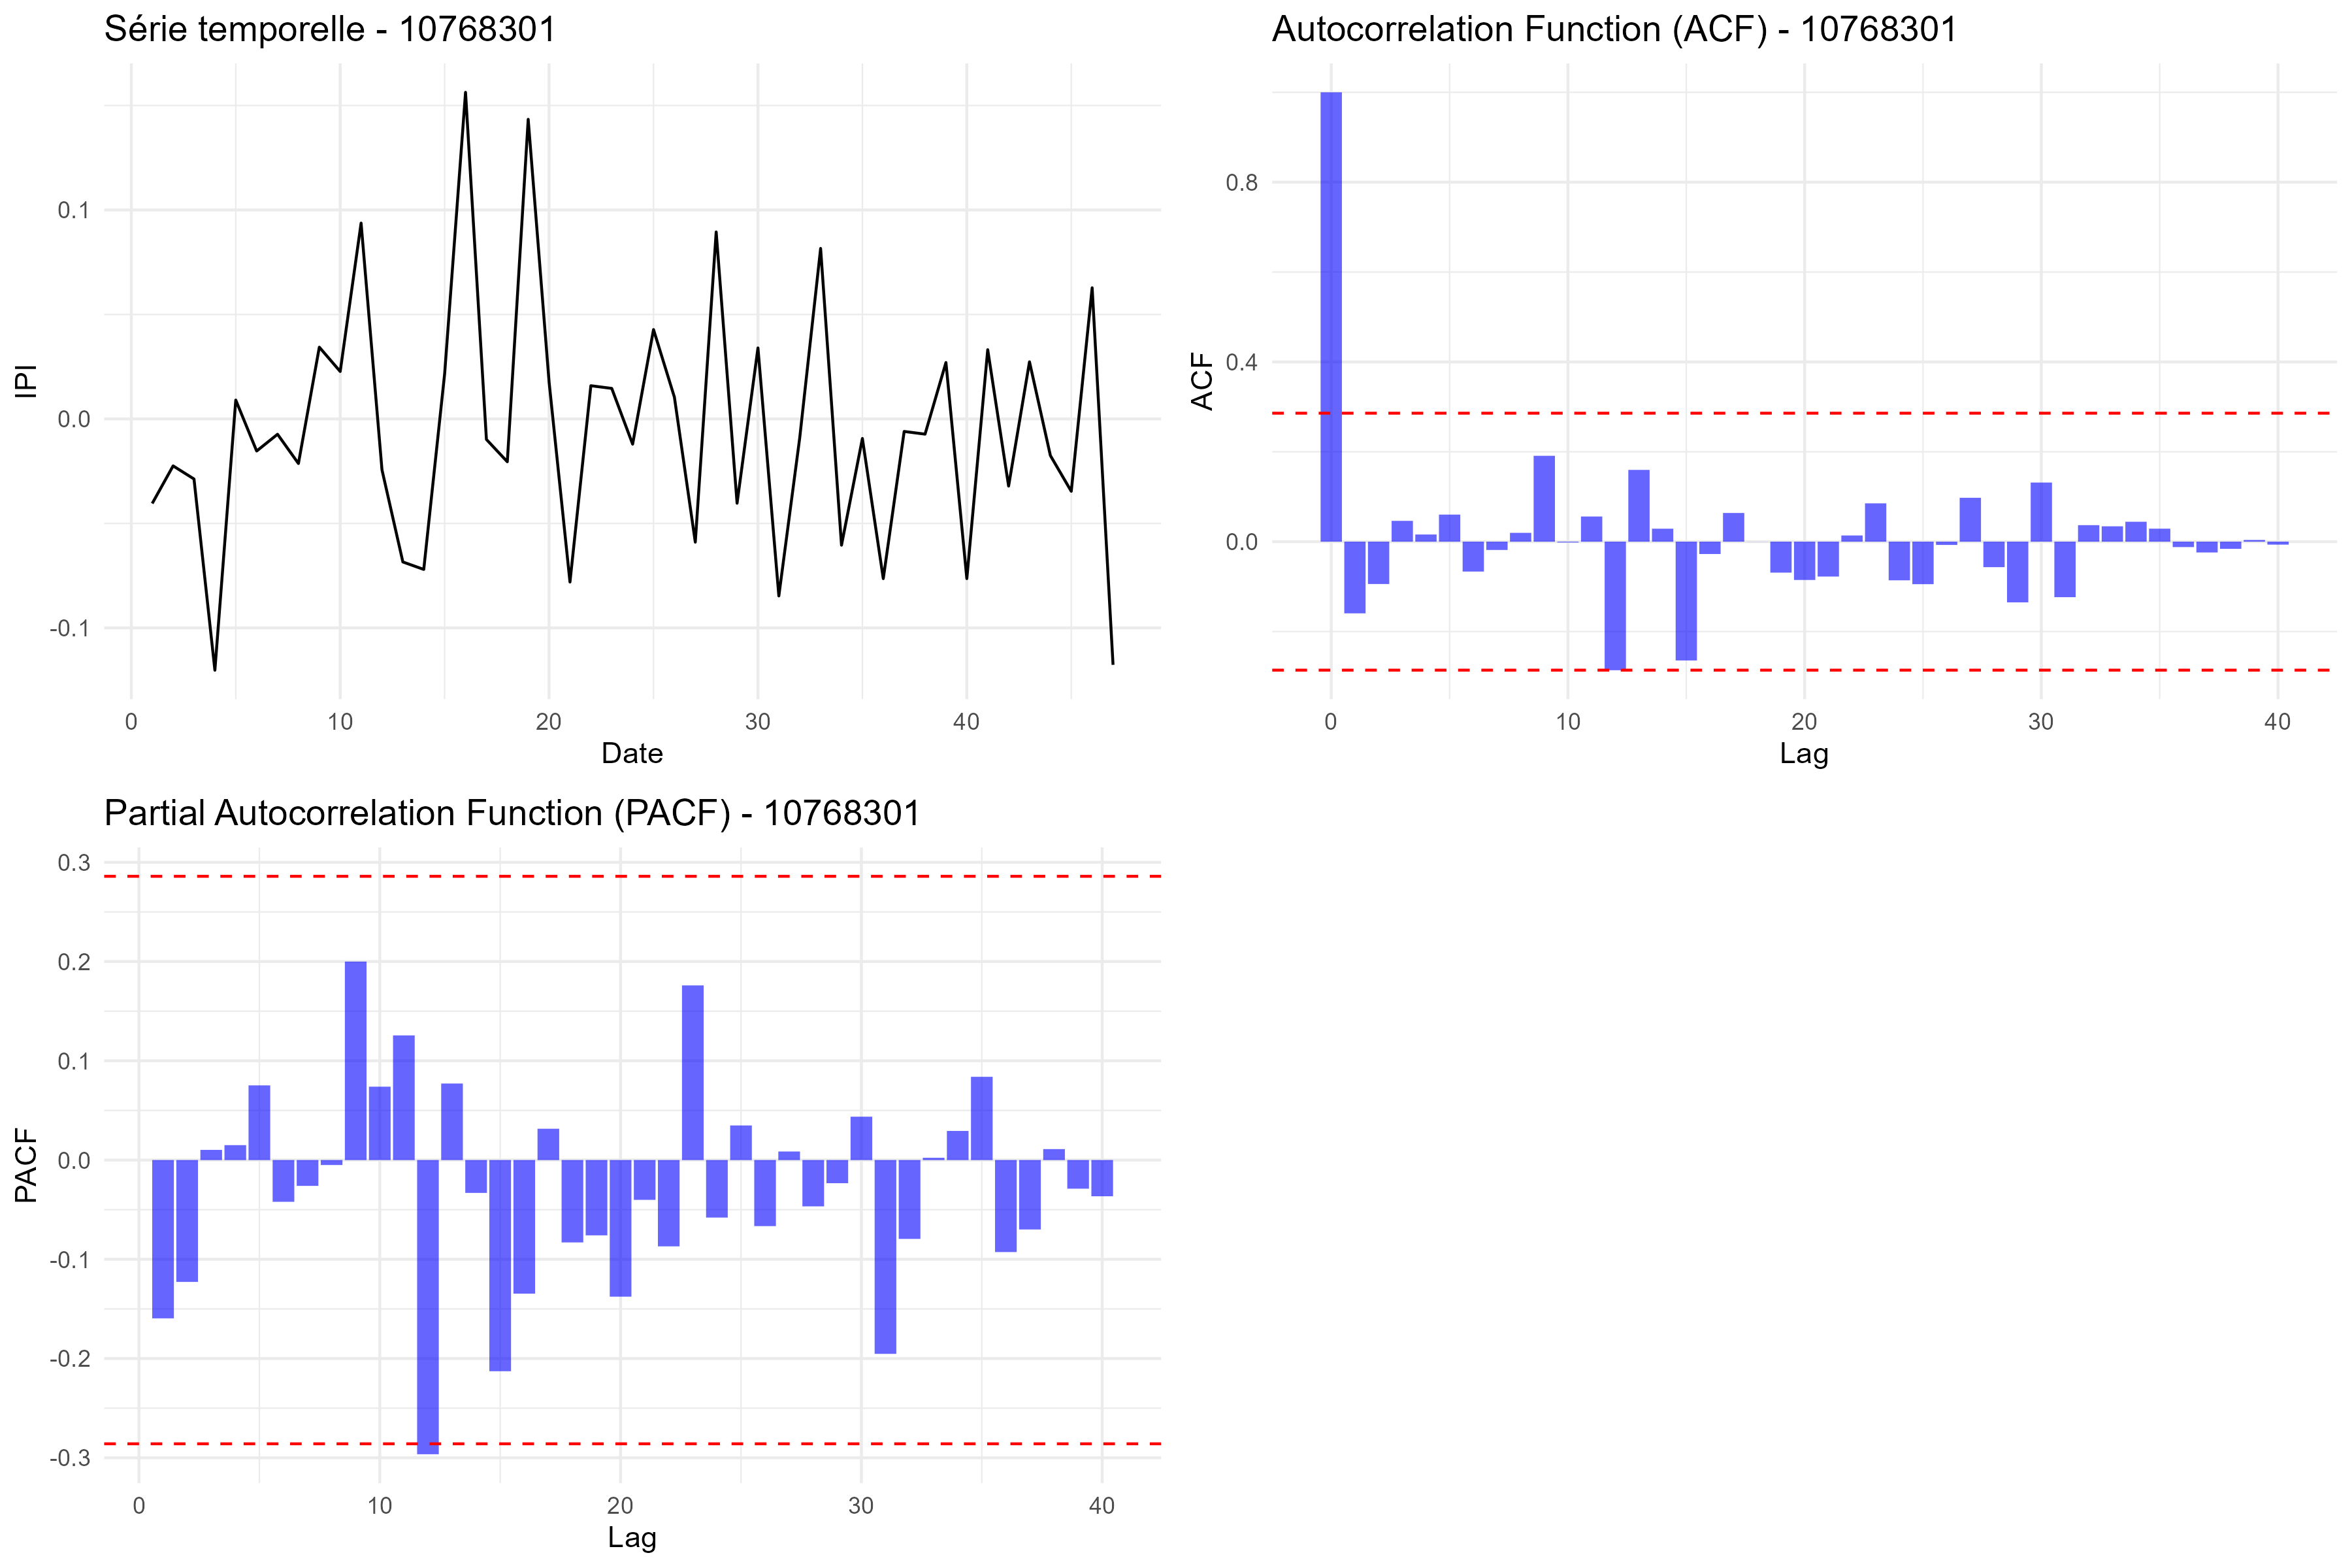 Série temporelle - 10768301
IPI
0.1
0.0
-0.1
0 10 20 30 40
Date
Autocorrelation Function (ACF) - 10768301
ACF
0.8
0.4
0.0
0 10 20 30 40
Lag
Partial Autocorrelation Function (PACF) - 10768301
PACF
0.3
0.2
0.1
0.0
-0.1
-0.2
-0.3
0 10 20 30 40
Lag